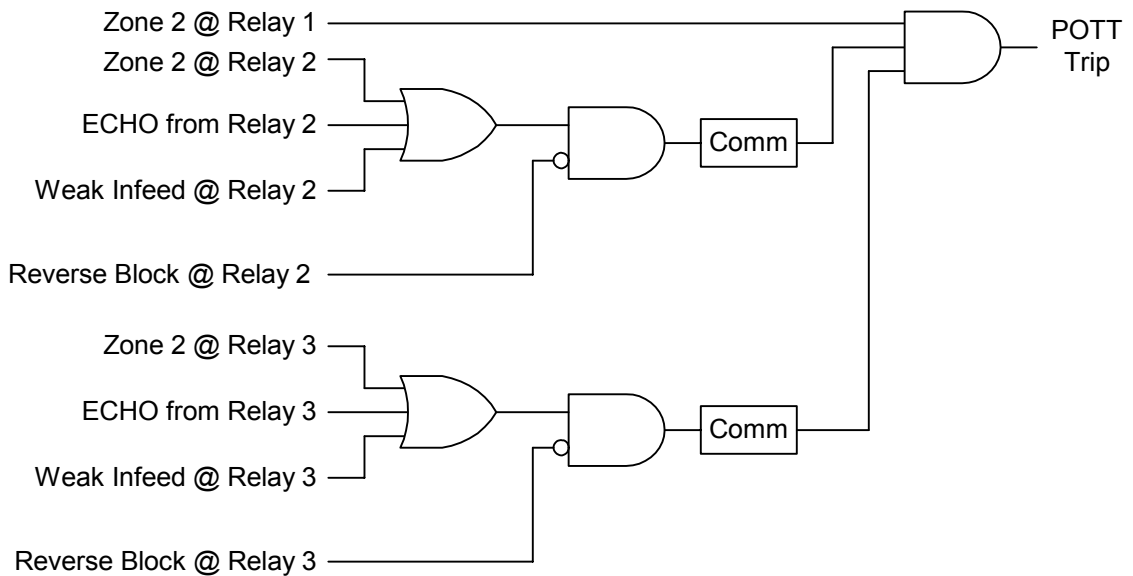 Zone 2 @ Relay 1
Zone 2 @ Relay 2
ECHO from Relay 2
Weak Infeed @ Relay 2
Reverse Block @ Relay 2
Comm
POTT
Trip
Zone 2 @ Relay 3
ECHO from Relay 3
Weak Infeed @ Relay 3
Reverse Block @ Relay 3
Comm